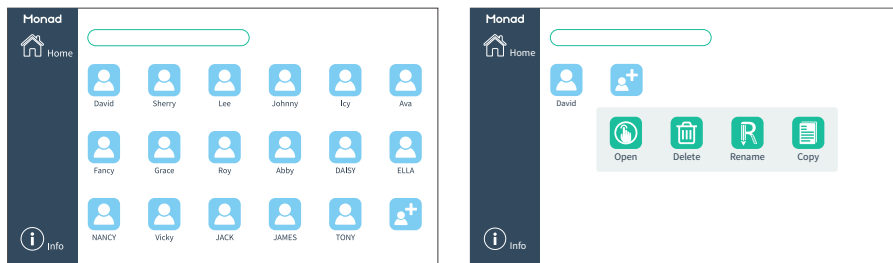 Monad
Home
David Sherry Lee Johnny Icy Ava
Fancy Grace Roy Abby DAISY ELLA
NANCY Vicky JACK JAMES TONY
Info
Monad
Home
David
Open Delete Rename Copy
Info